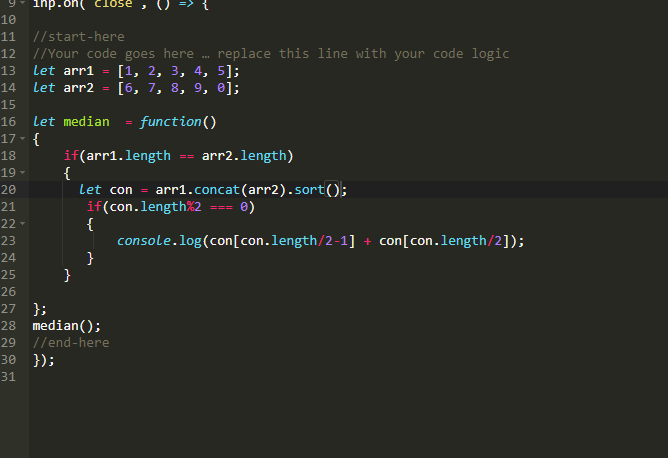 9 inp.on('close', () => {
10
11 //start-here
12 //Your code goes here … replace this line with your code logic
13 let arr1 = [1, 2, 3, 4, 5];
14 let arr2 = [6, 7, 8, 9, 0];
15
16 let median  = function()
17 {
18     if(arr1.length == arr2.length)
19     {
20       let con = arr1.concat(arr2).sort();
21        if(con.length%2 === 0)
22        {
23            console.log(con[con.length/2-1] + con[con.length/2]);
24        }
25     }
26
27 };
28 median();
29 //end-here
30 });
31